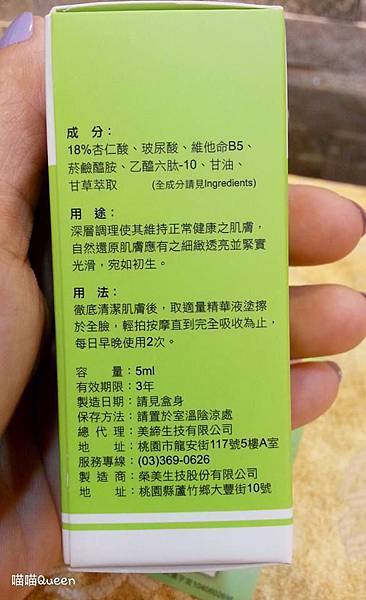 成　分：
18%杏仁酸、玻尿酸、維他命B5、
菸鹼醯胺、乙醯六肽-10、甘油、
甘草萃取　　(全成分請見Ingredients)
用　途：
深層調理使其維持正常健康之肌膚，
自然還原肌膚應有之細緻透亮並緊實
光滑，宛如初生。
用　法：
徹底清潔肌膚後，取適量精華液塗擦
於全臉，輕拍按摩直到完全吸收為止，
每日早晚使用2次。
容　　量：5ml
有效期限：3年
製造日期：請見盒身
保存方法：請置於室溫陰涼處
總 代 理：美締生技有限公司
地　　址：桃園市龍安街117號5樓A室
服務專線：(03)369-0626
製 造 商：榮美生技股份有限公司
地　　址：桃園縣蘆竹鄉大豐街10號
喵喵Queen